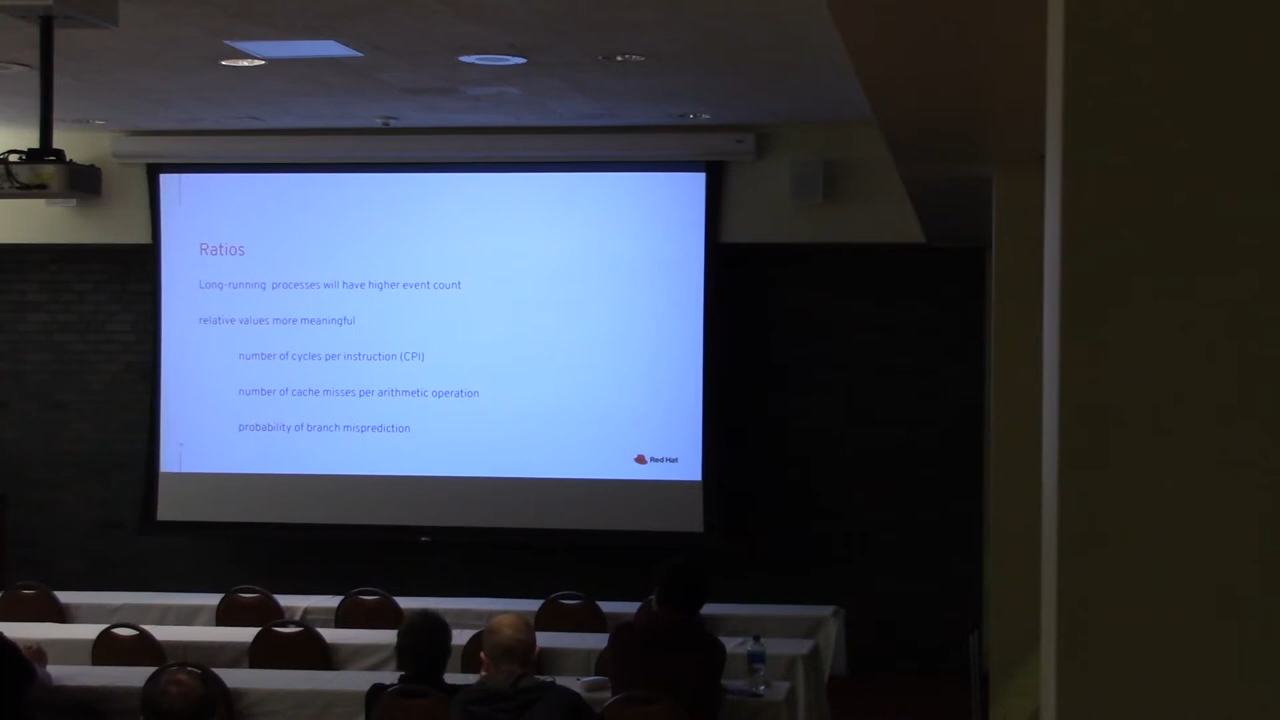 Ratios
Long-running processes will have higher event count
relative values more meaningful
number of cycles per instruction (CPI)
number of cache misses per arithmetic operation
probability of branch misprediction
Red Hat